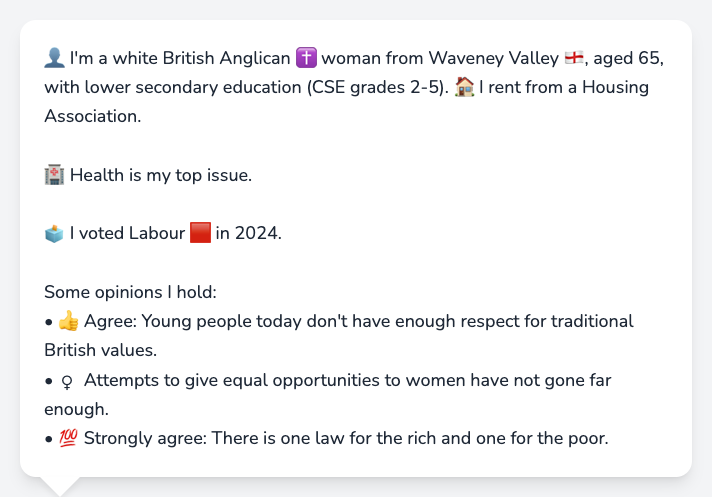 👤 I'm a white British Anglican ✝️ woman from Waveney Valley 🏴󠁧󠁢󠁥󠁮󠁧󠁿, aged 65,
with lower secondary education (CSE grades 2-5). 🏠 I rent from a Housing
Association.
🏥 Health is my top issue.
🗳️ I voted Labour 🟥 in 2024.
Some opinions I hold:
• 👍 Agree: Young people today don't have enough respect for traditional
British values.
• ♀ Attempts to give equal opportunities to women have not gone far
enough.
• 💯 Strongly agree: There is one law for the rich and one for the poor.